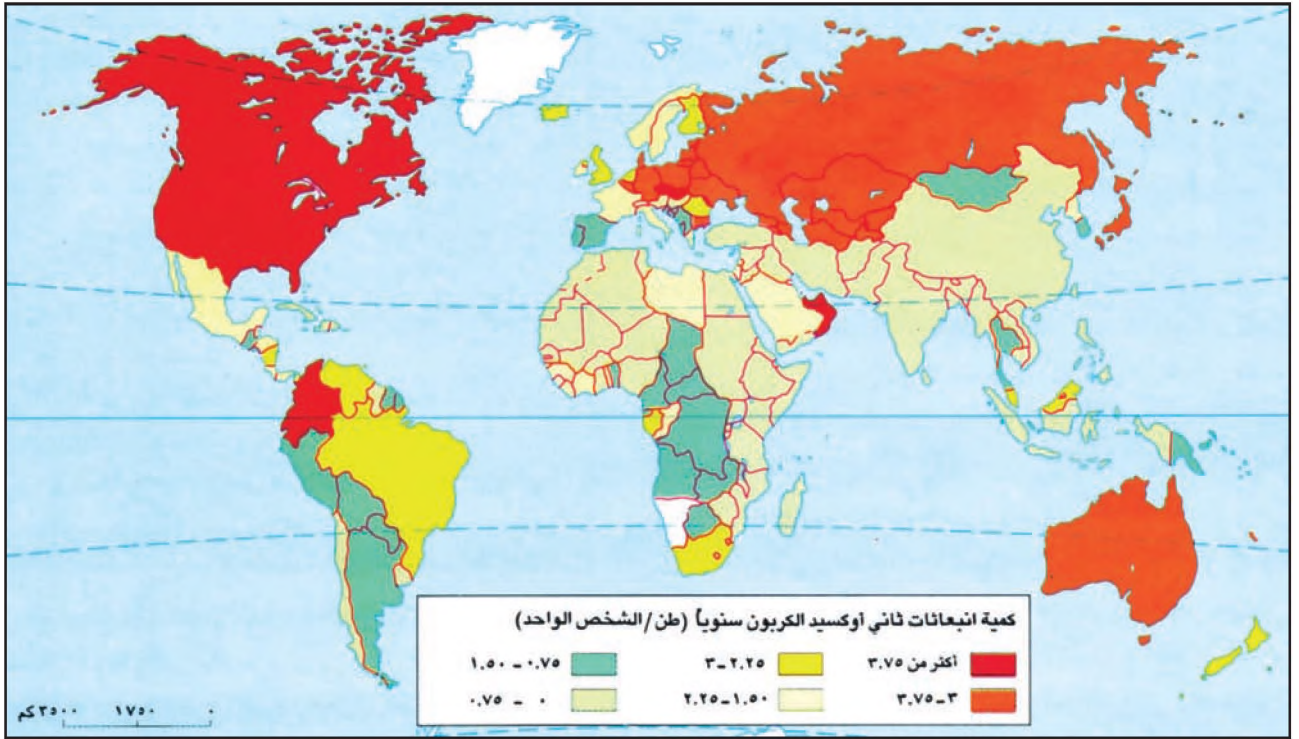 كمية انبعاثات ثاني أوكسيد الكربون سنوياً (طن/الشخص الواحد)
أكثر من ٣.٧٥ ٢.٢٥ - ٣ ٠.٧٥ - ١.٥٠
٣ - ٣.٧٥ ١.٥٠ - ٢.٢٥ ٠ - ٠.٧٥
٠ ١٧٥٠ ٣٥٠٠ كم